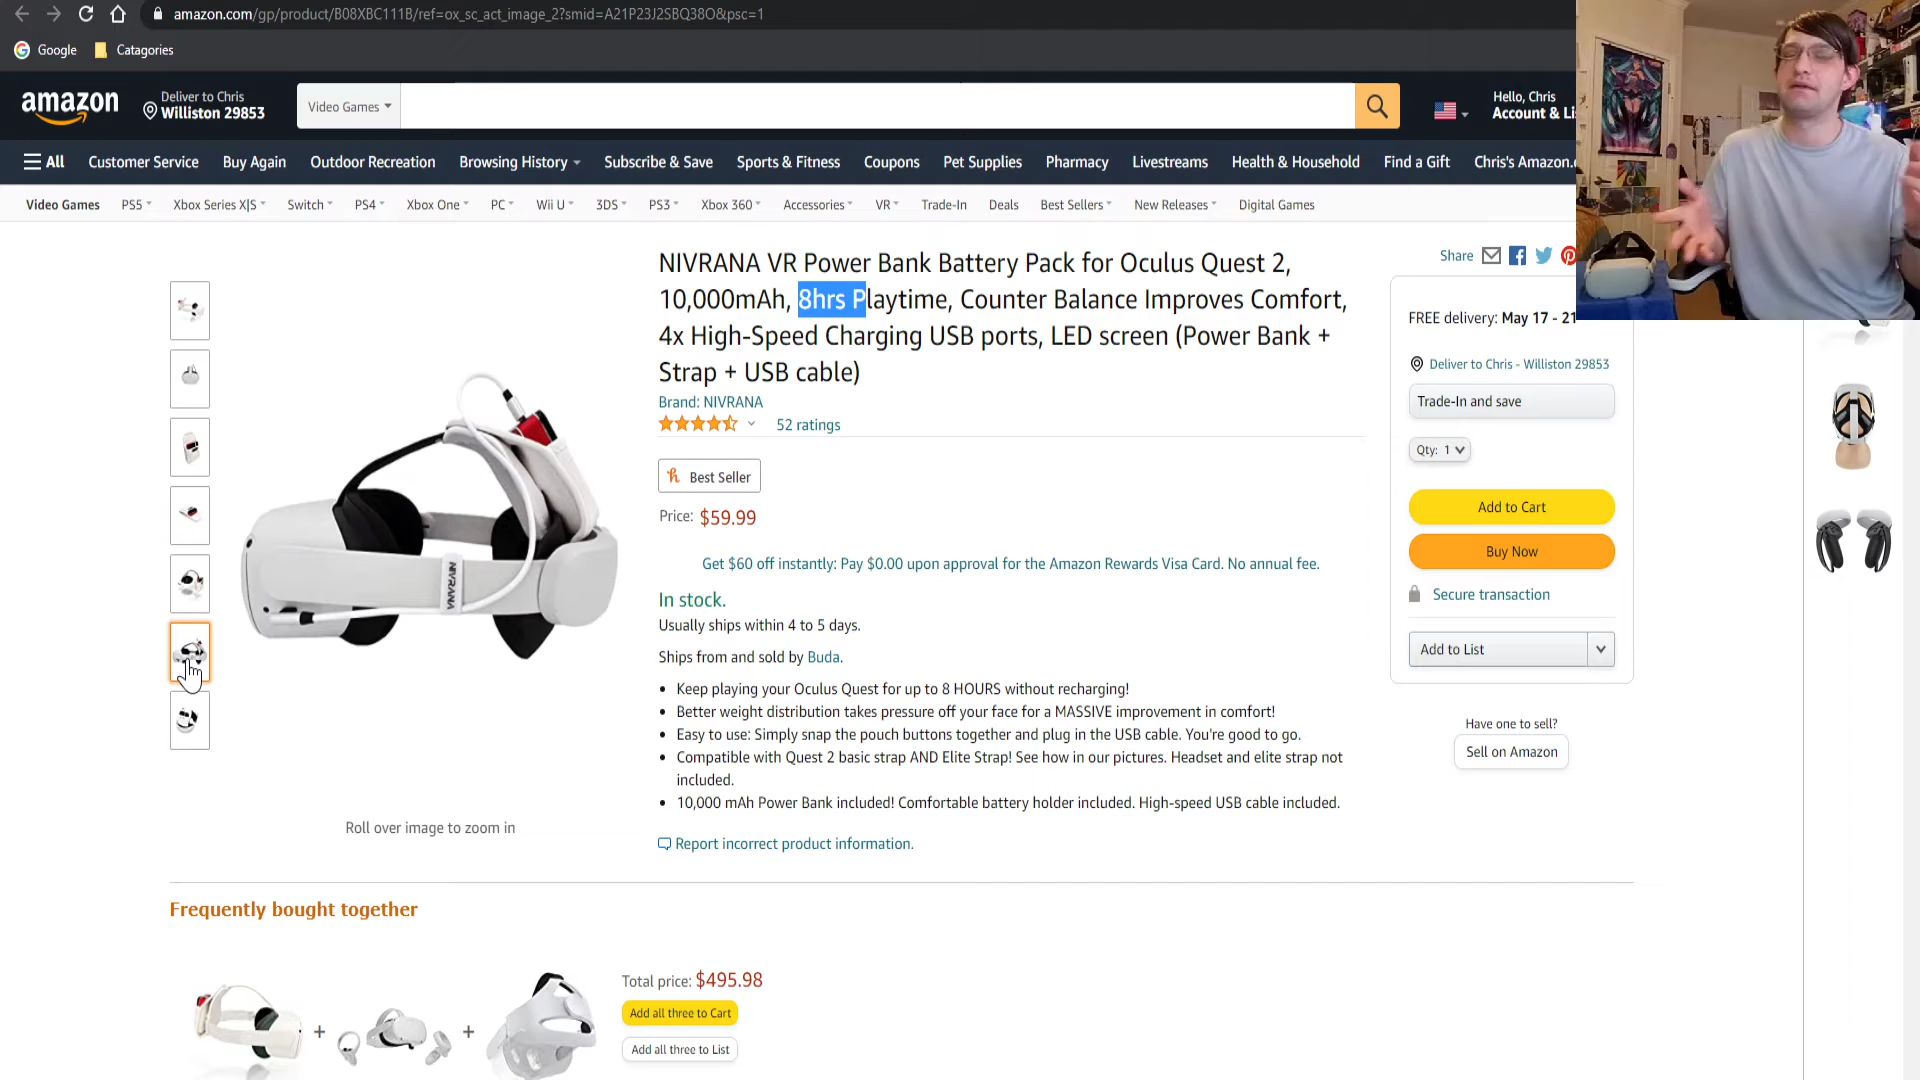 amazon.com/gp/product/B08XBC111B/ref=ox_sc_act_image_2?smid=A21P23J2SBQ38O&psc=1
Google Catagories
amazon
Deliver to Chris
Williston 29853
Video Games
Hello, Chris
Account & Li
All Customer Service Buy Again Outdoor Recreation Browsing History Subscribe & Save Sports & Fitness Coupons Pet Supplies Pharmacy Livestreams Health & Household Find a Gift Chris's Amazon.
Video Games PS5 Xbox Series X|S Switch PS4 Xbox One PC Wii U 3DS PS3 Xbox 360 Accessories VR Trade-In Deals Best Sellers New Releases Digital Games
NIVRANA VR Power Bank Battery Pack for Oculus Quest 2,
10,000mAh, 8hrs Playtime, Counter Balance Improves Comfort,
4x High-Speed Charging USB ports, LED screen (Power Bank +
Strap + USB cable)
Brand: NIVRANA
52 ratings
Best Seller
Price: $59.99
Get $60 off instantly: Pay $0.00 upon approval for the Amazon Rewards Visa Card. No annual fee.
In stock.
Usually ships within 4 to 5 days.
Ships from and sold by Buda.
• Keep playing your Oculus Quest for up to 8 HOURS without recharging!
• Better weight distribution takes pressure off your face for a MASSIVE improvement in comfort!
• Easy to use: Simply snap the pouch buttons together and plug in the USB cable. You're good to go.
• Compatible with Quest 2 basic strap AND Elite Strap! See how in our pictures. Headset and elite strap not
included.
• 10,000 mAh Power Bank included! Comfortable battery holder included. High-speed USB cable included.
Report incorrect product information.
NIVRANA
Roll over image to zoom in
Share
FREE delivery: May 17 - 21
Deliver to Chris - Williston 29853
Trade-In and save
Qty: 1
Add to Cart
Buy Now
Secure transaction
Add to List
Have one to sell?
Sell on Amazon
Frequently bought together
+ +
Total price: $495.98
Add all three to Cart
Add all three to List